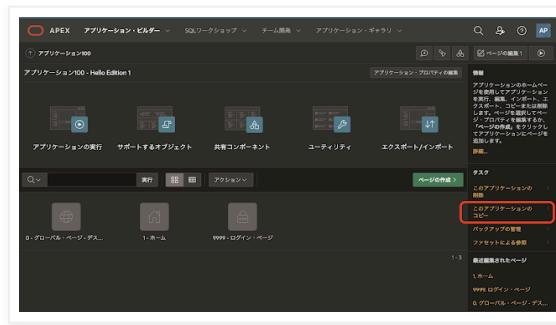 APEX アプリケーション・ビルダー SQLワークショップ チーム開発 アプリケーション・ギャラリ AP
アプリケーション100 ページの編集1
アプリケーション100 - Hello Edition 1 アプリケーション・プロパティの編集
アプリケーションの実行 サポートするオブジェクト 共有コンポーネント ユーティリティ エクスポート/インポート
実行 アクション ページの作成 >
0 - グローバル・ページ - デス... 1 - ホーム 9999 - ログイン・ページ
1 - 3
情報
アプリケーションのホームペー
ジを使用してアプリケーション
を実行、編集、インポート、エ
クスポート、コピーまたは削除
します。ページを選択してペー
ジ・プロパティを編集するか、
「ページの作成」をクリックし
てアプリケーションにページを
追加します。
詳細...
タスク
このアプリケーションの
削除
このアプリケーションの
コピー
バックアップの管理
ファセットによる参照
最近編集されたページ
1. ホーム
9999. ログイン・ページ
0. グローバル・ページ - デス...